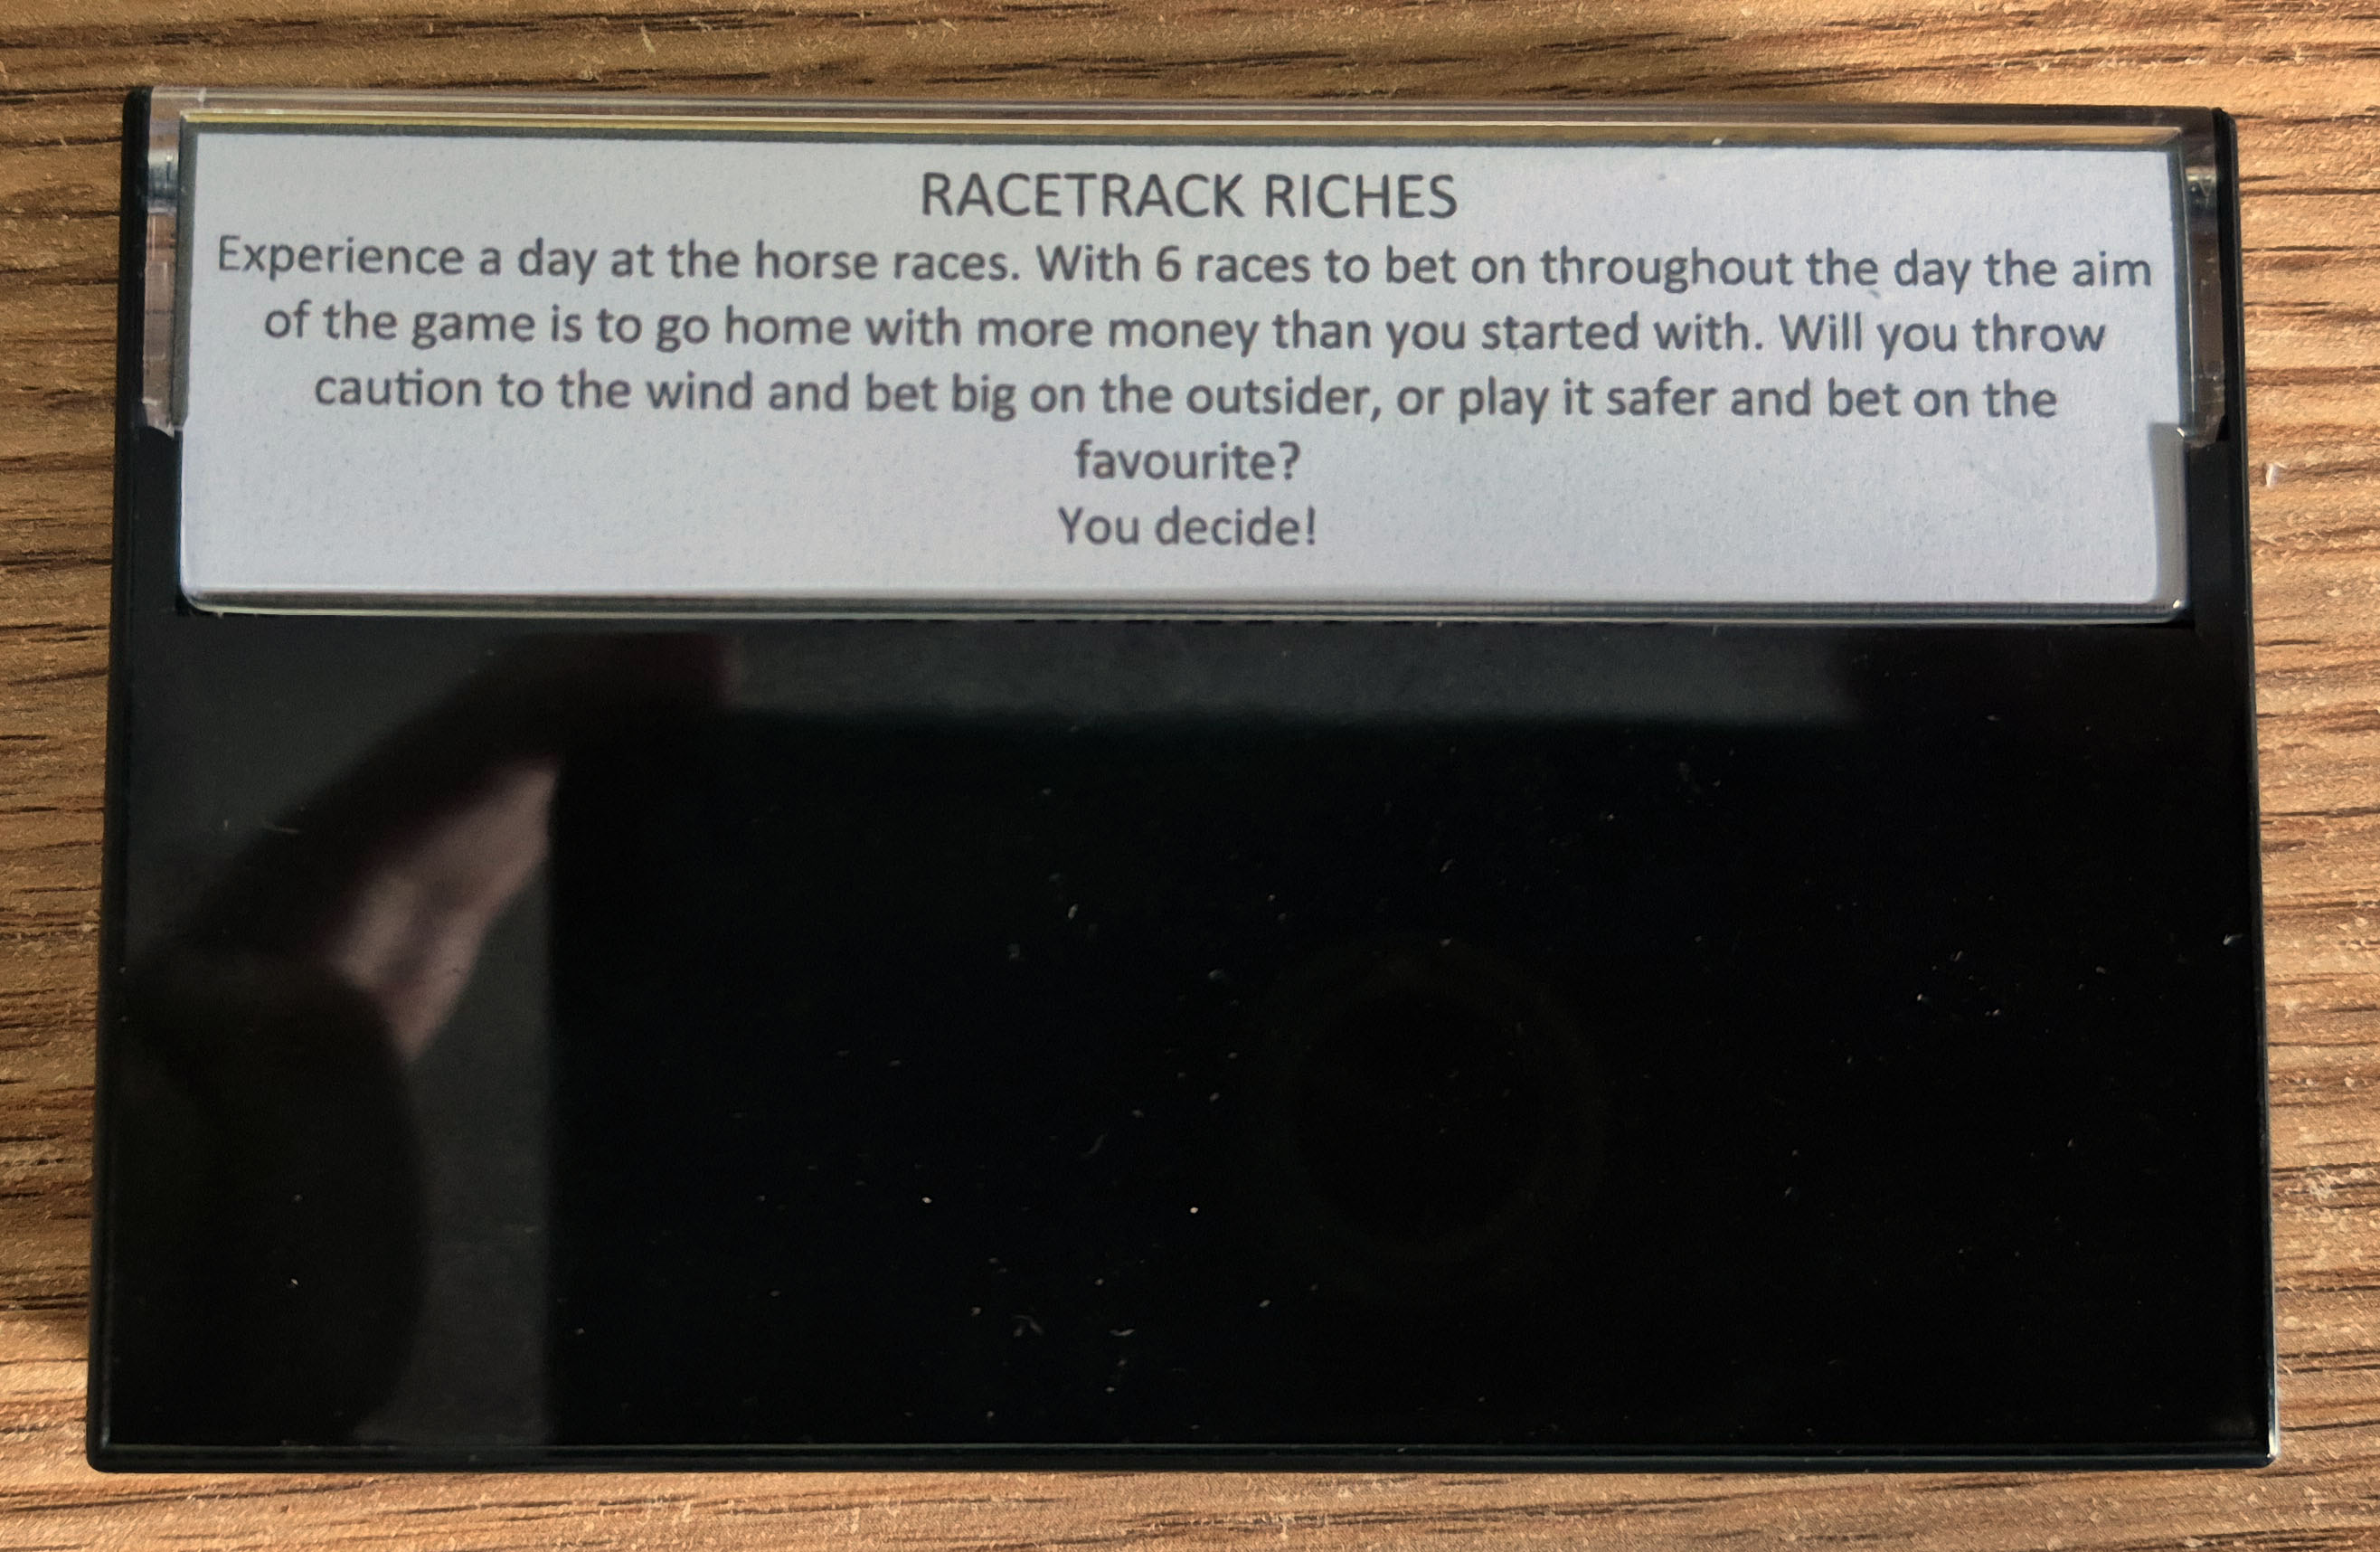 RACETRACK RICHES
Experience a day at the horse races. With 6 races to bet on throughout the day the aim
of the game is to go home with more money than you started with. Will you throw
caution to the wind and bet big on the outsider, or play it safer and bet on the
favourite?
You decide!